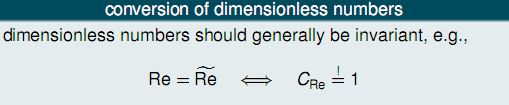 conversion of dimensionless numbers
dimensionless numbers should generally be invariant, e.g.,
Re = R͠e ⟺ C_Re =! 1